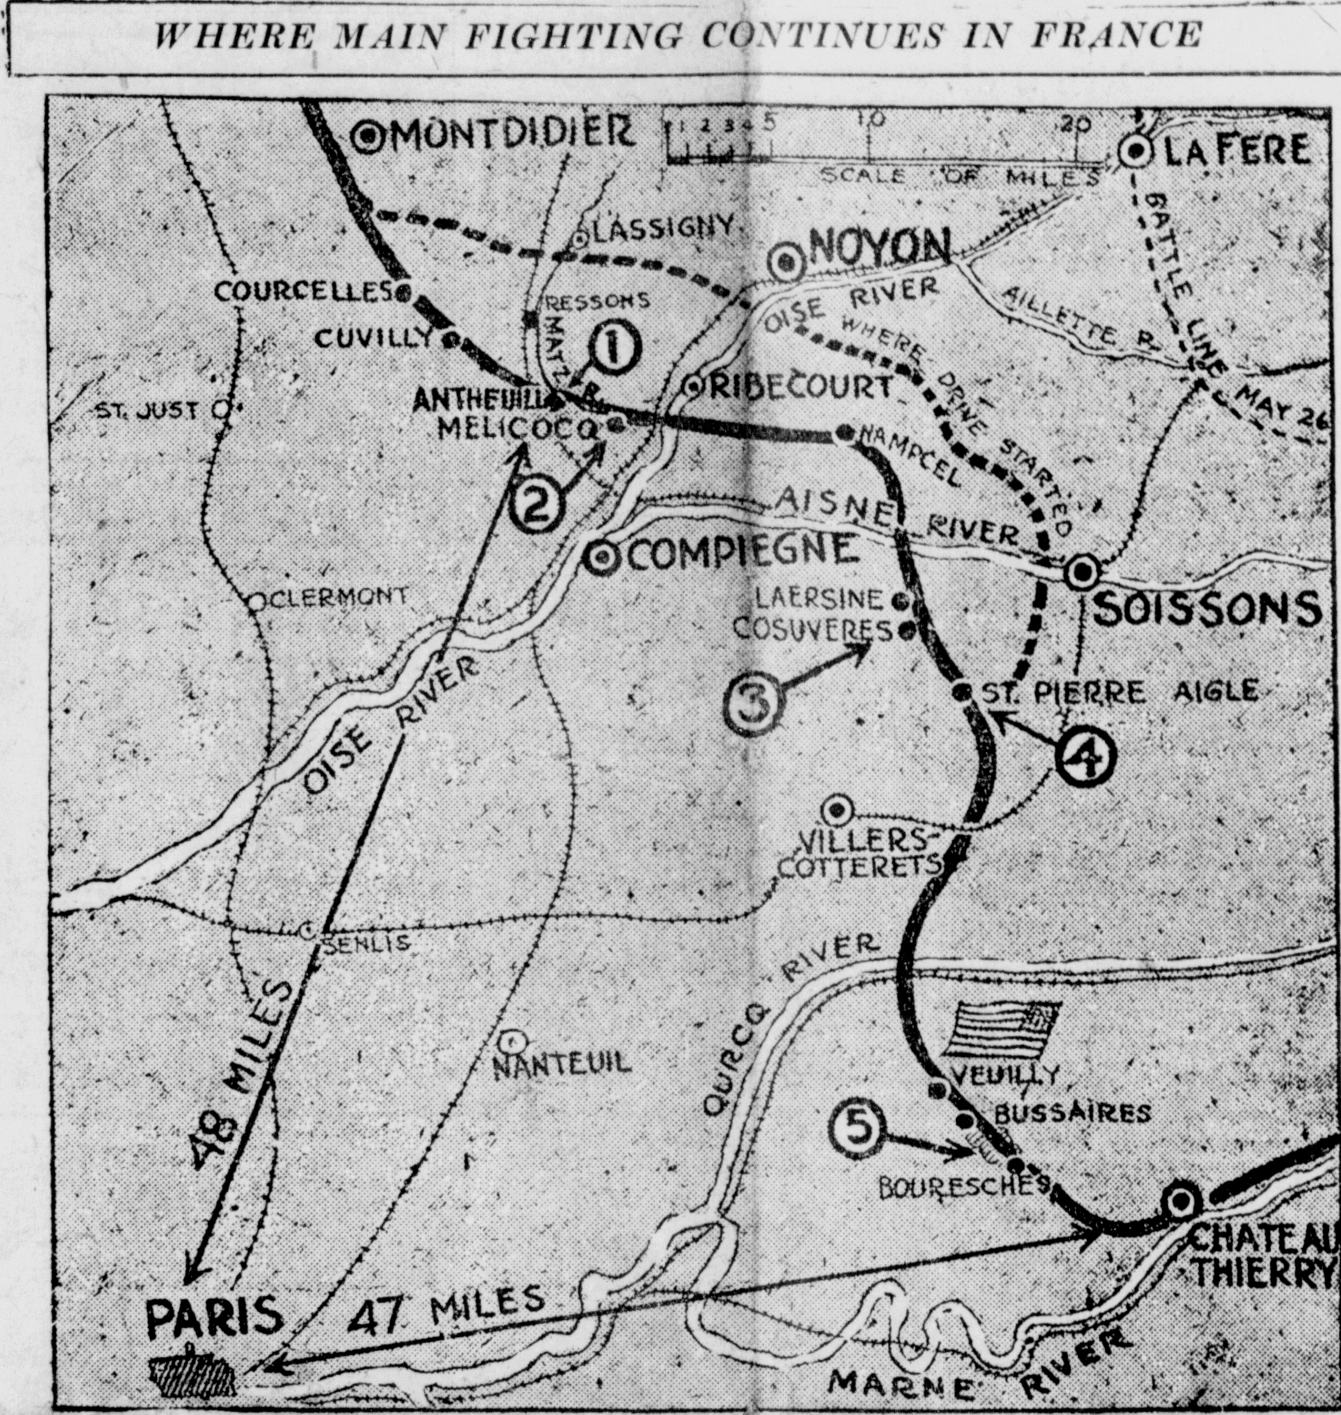 WHERE MAIN FIGHTING CONTINUES IN FRANCE
MONTDIDIER
1 2 3 4 5 10 20
SCALE OF MILES
LA FERE
LASSIGNY
NOYON
BATTLE LINE MAY 26
COURCELLES
RESSONS
OISE RIVER
AILLETTE R.
CUVILLY
MATZ R.
1
WHERE DRIVE STARTED
RIBECOURT
ST. JUST
ANTHEUIL
MELICOCQ
HAMPCEL
2
AISNE RIVER
COMPIEGNE
CLERMONT
LAERSINE
SOISSONS
COSUVERES
3
ST. PIERRE AIGLE
OISE RIVER
4
VILLERS-
COTTERETS
SENLIS
QURCQ RIVER
48 MILES
NANTEUIL
VEUILLY
5
BUSSAIRES
BOURESCHES
CHATEAU
THIERRY
PARIS
47 MILES
MARNE RIVER